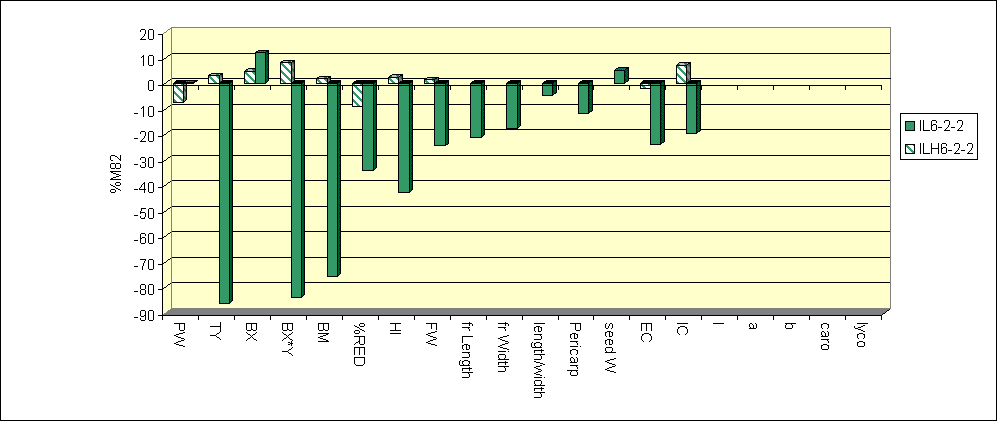 20
10
0
-10
-20
-30
-40
-50
-60
-70
-80
-90
%M82
PW
TY
BX
BX*Y
BM
%RED
HI
FW
fr Length
fr Width
length/width
Pericarp
seed W
EC
IC
l
a
b
caro
lyco
IL6-2-2
ILH6-2-2